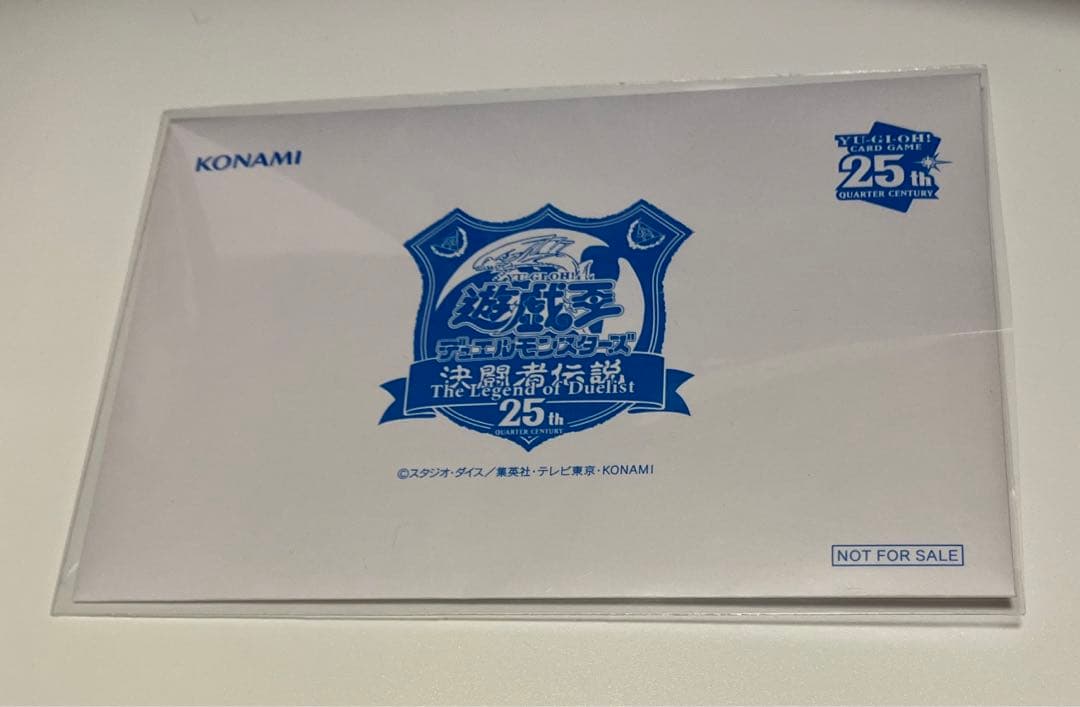 KONAMI
YU-GI-OH!
CARD GAME
25th
QUARTER CENTURY
YU-GI-OH!
遊戯王
デュエルモンスターズ
決闘者伝説
The Legend of Duelist
25th
QUARTER CENTURY
©スタジオ・ダイス／集英社・テレビ東京・KONAMI
NOT FOR SALE